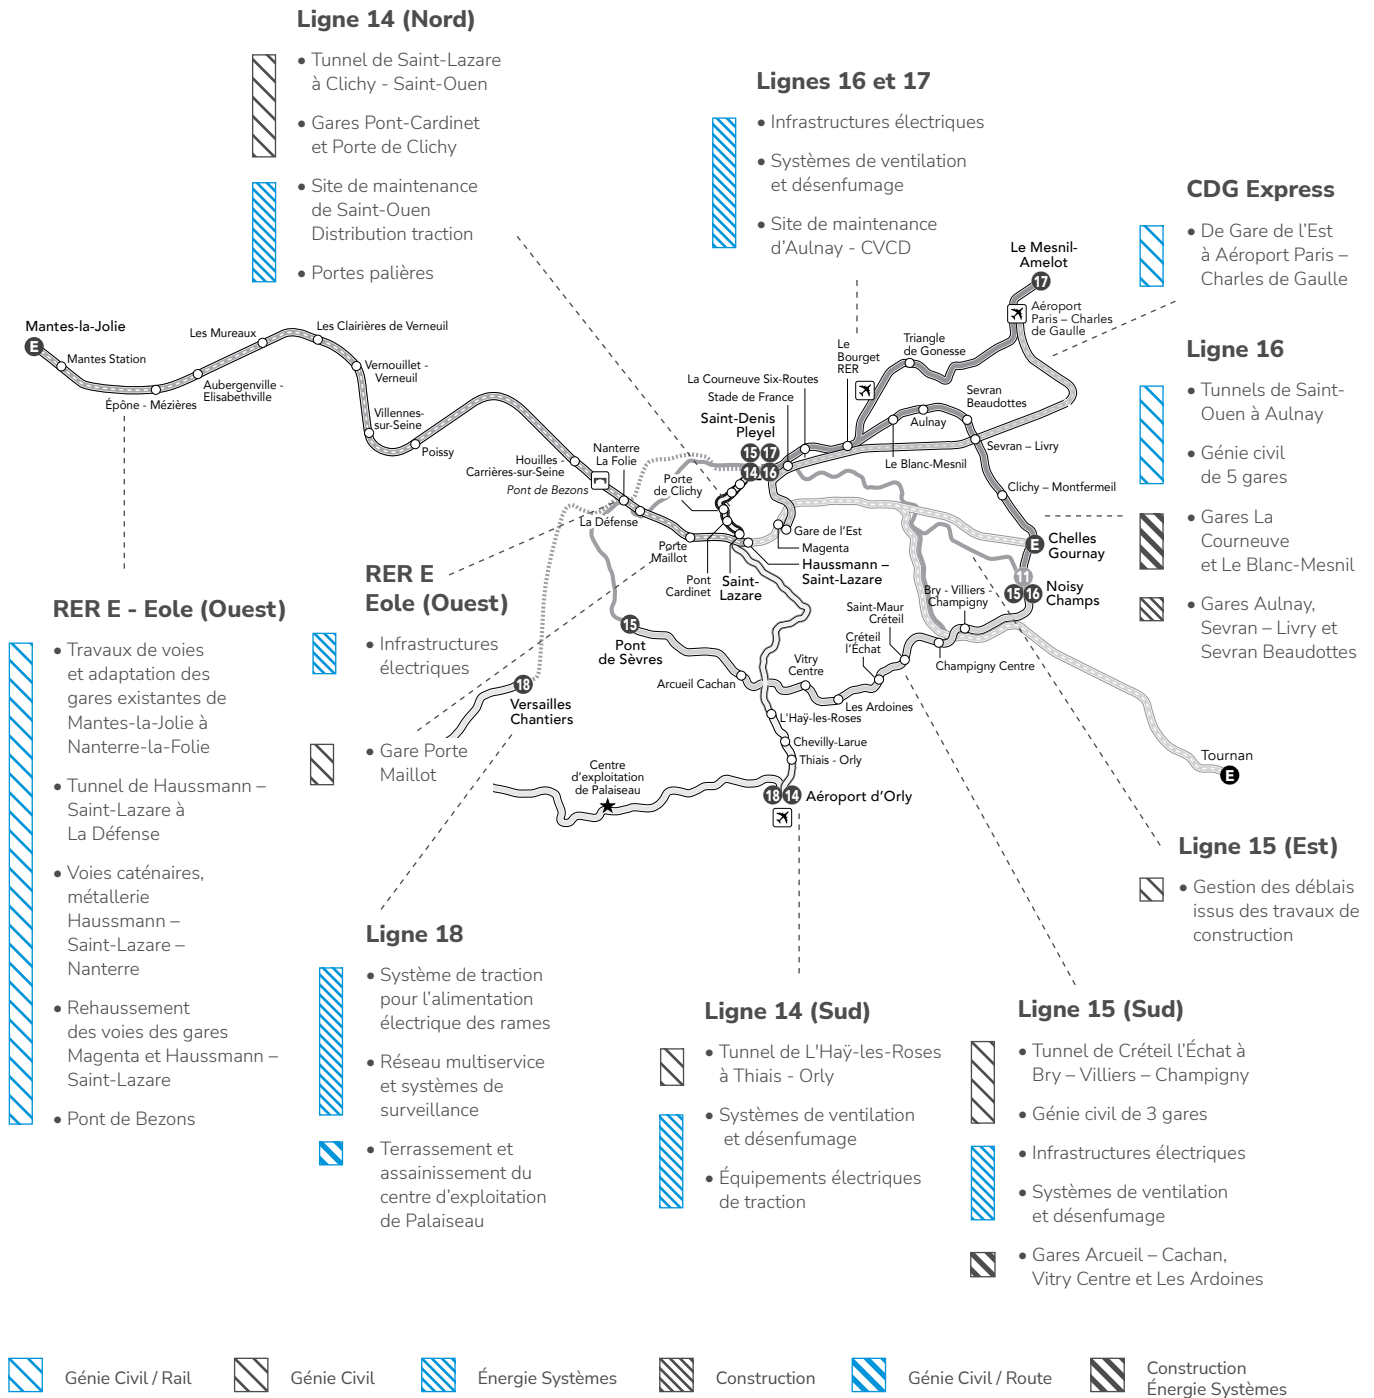 Ligne 14 (Nord)
• Tunnel de Saint-Lazare
à Clichy - Saint-Ouen
• Gares Pont-Cardinet
et Porte de Clichy
• Site de maintenance
de Saint-Ouen
Distribution traction
• Portes palières
Lignes 16 et 17
• Infrastructures électriques
• Systèmes de ventilation
et désenfumage
• Site de maintenance
d’Aulnay - CVCD
CDG Express
• De Gare de l’Est
à Aéroport Paris –
Charles de Gaulle
Ligne 16
• Tunnels de Saint-
Ouen à Aulnay
• Génie civil
de 5 gares
• Gares La
Courneuve
et Le Blanc-Mesnil
• Gares Aulnay,
Sevran – Livry et
Sevran Beaudottes
Le Mesnil-
Amelot
17
Aéroport
Paris – Charles
de Gaulle
Triangle
de Gonesse
Le
Bourget
RER
La Courneuve Six-Routes
Stade de France
Saint-Denis
Pleyel
15 17
14 16
Sevran
Beaudottes
Aulnay
Le Blanc-Mesnil
Sevran – Livry
Clichy – Montfermeil
E
Chelles
Gournay
11
15 16
Noisy
Champs
Mantes-la-Jolie
E
Mantes Station
Épône - Mézières
Les Mureaux
Aubergenville -
Elisabethville
Les Clairières de Verneuil
Vernouillet -
Verneuil
Villennes-
sur-Seine
Poissy
Houilles -
Carrières-sur-Seine
Pont de Bezons
Nanterre
La Folie
La Défense
Porte
de Clichy
Porte
Maillot
Pont
Cardinet
Saint-
Lazare
Gare de l’Est
Magenta
Haussmann –
Saint-Lazare
15
Pont
de Sèvres
18
Versailles
Chantiers
Arcueil Cachan
Vitry
Centre
Les Ardoines
Créteil
l’Échat
Saint-Maur
Créteil
Bry - Villiers -
Champigny
Champigny Centre
L'Haÿ-les-Roses
Chevilly-Larue
Thiais - Orly
18 14
Aéroport d’Orly
Centre
d’exploitation
de Palaiseau
Tournan
E
RER E - Eole (Ouest)
• Travaux de voies
et adaptation des
gares existantes de
Mantes-la-Jolie à
Nanterre-la-Folie
• Tunnel de Haussmann –
Saint-Lazare à
La Défense
• Voies caténaires,
métallerie
Haussmann –
Saint-Lazare –
Nanterre
• Rehaussement
des voies des gares
Magenta et Haussmann –
Saint-Lazare
• Pont de Bezons
RER E
Eole (Ouest)
• Infrastructures
électriques
• Gare Porte
Maillot
Ligne 18
• Système de traction
pour l’alimentation
électrique des rames
• Réseau multiservice
et systèmes de
surveillance
• Terrassement et
assainissement du
centre d’exploitation
de Palaiseau
Ligne 14 (Sud)
• Tunnel de L'Haÿ-les-Roses
à Thiais - Orly
• Systèmes de ventilation
et désenfumage
• Équipements électriques
de traction
Ligne 15 (Est)
• Gestion des déblais
issus des travaux de
construction
Ligne 15 (Sud)
• Tunnel de Créteil l’Échat à
Bry – Villiers – Champigny
• Génie civil de 3 gares
• Infrastructures électriques
• Systèmes de ventilation
et désenfumage
• Gares Arcueil – Cachan,
Vitry Centre et Les Ardoines
Génie Civil / Rail
Génie Civil
Énergie Systèmes
Construction
Génie Civil / Route
Construction
Énergie Systèmes